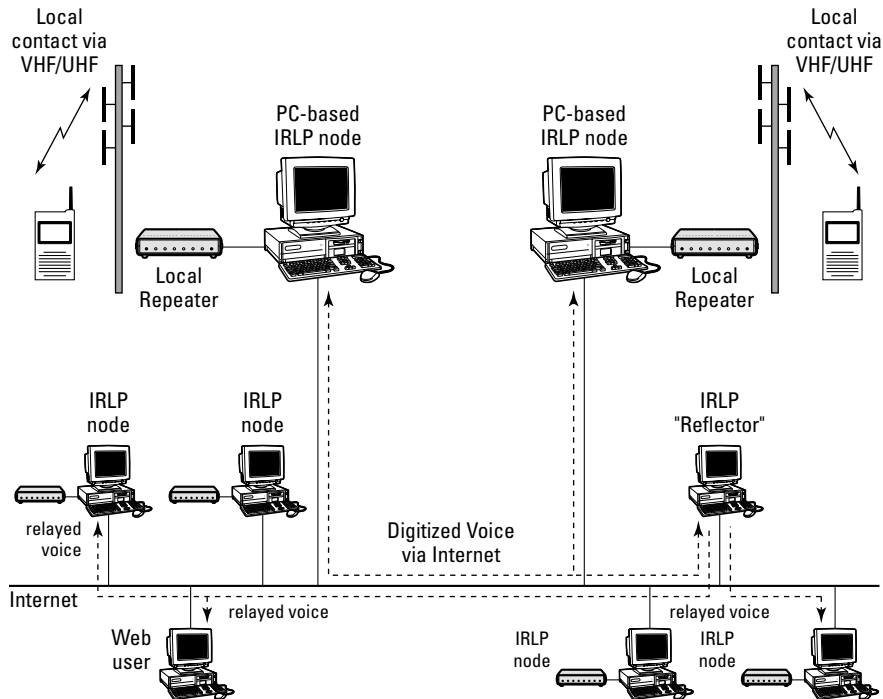 Local
contact via
VHF/UHF
Local
contact via
VHF/UHF
PC-based
IRLP node
PC-based
IRLP node
Local
Repeater
Local
Repeater
IRLP
node
IRLP
node
IRLP
"Reflector"
relayed
voice
Digitized Voice
via Internet
Internet
relayed voice
relayed voice
Web
user
IRLP
node
IRLP
node